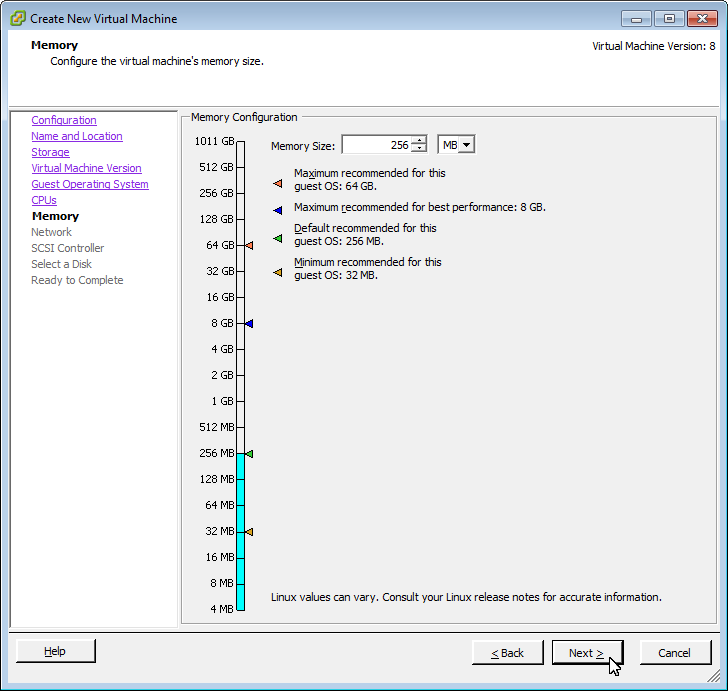 Create New Virtual Machine
Memory
Configure the virtual machine's memory size.
Virtual Machine Version: 8
Configuration
Name and Location
Storage
Virtual Machine Version
Guest Operating System
CPUs
Memory
Network
SCSI Controller
Select a Disk
Ready to Complete
Memory Configuration
1011 GB
512 GB
256 GB
128 GB
64 GB
32 GB
16 GB
8 GB
4 GB
2 GB
1 GB
512 MB
256 MB
128 MB
64 MB
32 MB
16 MB
8 MB
4 MB
Memory Size: 256 MB
Maximum recommended for this
guest OS: 64 GB.
Maximum recommended for best performance: 8 GB.
Default recommended for this
guest OS: 256 MB.
Minimum recommended for this
guest OS: 32 MB.
Linux values can vary. Consult your Linux release notes for accurate information.
Help
< Back
Next >
Cancel